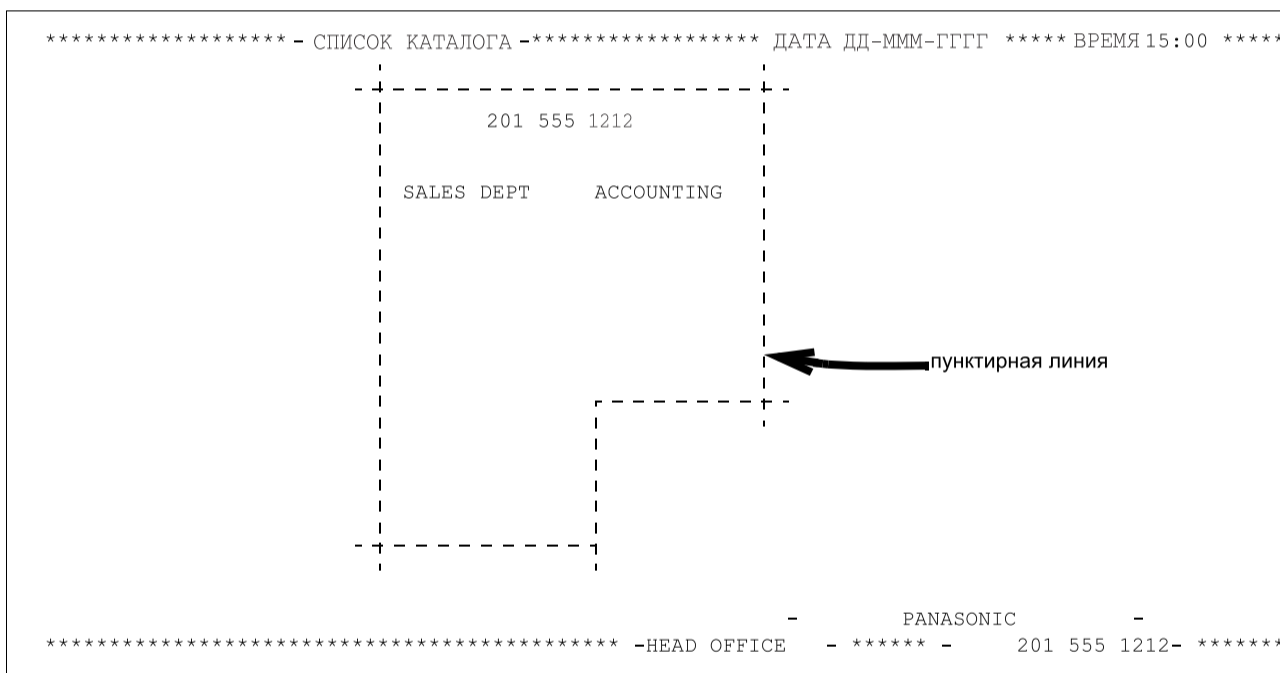 ******************* - СПИСОК КАТАЛОГА -****************** ДАТА ДД-МММ-ГГГГ ***** ВРЕМЯ 15:00 *****
201 555 1212
SALES DEPT ACCOUNTING
пунктирная линия
- PANASONIC -
********************************************* -HEAD OFFICE - ****** - 201 555 1212- *******